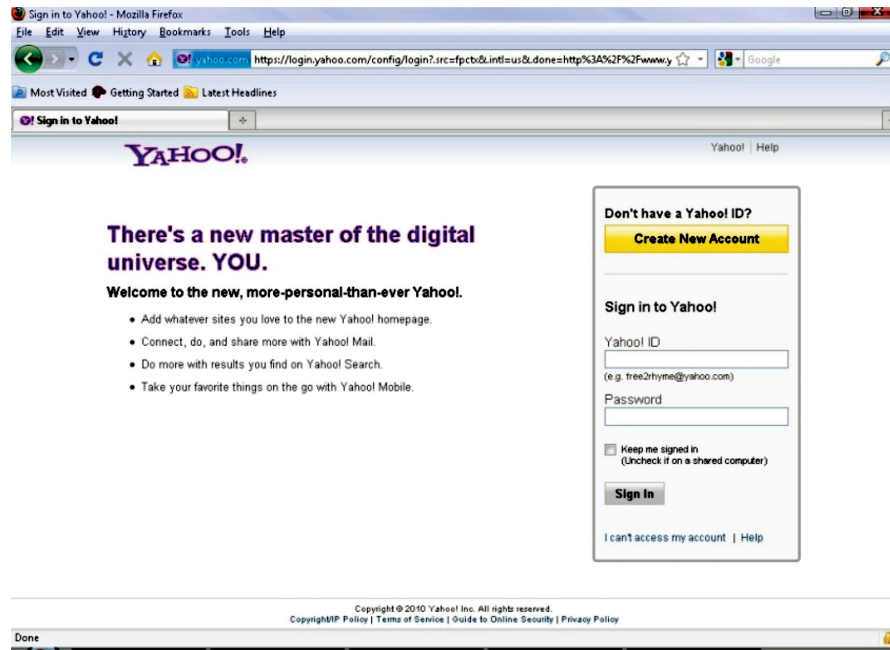 Sign in to Yahoo! - Mozilla Firefox
File Edit View History Bookmarks Tools Help
yahoo.com https://login.yahoo.com/config/login?.src=fpctx&.intl=us&.done=http%3A%2F%2Fwww.y Google
Most Visited Getting Started Latest Headlines
Sign in to Yahoo!
YAHOO!
Yahoo! Help
There's a new master of the digital
universe. YOU.
Welcome to the new, more-personal-than-ever Yahoo!.
• Add whatever sites you love to the new Yahoo! homepage.
• Connect, do, and share more with Yahoo! Mail.
• Do more with results you find on Yahoo! Search.
• Take your favorite things on the go with Yahoo! Mobile.
Don't have a Yahoo! ID?
Create New Account
Sign in to Yahoo!
Yahoo! ID
(e.g. free2rhyme@yahoo.com)
Password
Keep me signed in
(Uncheck if on a shared computer)
Sign In
I can't access my account | Help
Copyright © 2010 Yahoo! Inc. All rights reserved.
Copyright/IP Policy | Terms of Service | Guide to Online Security | Privacy Policy
Done